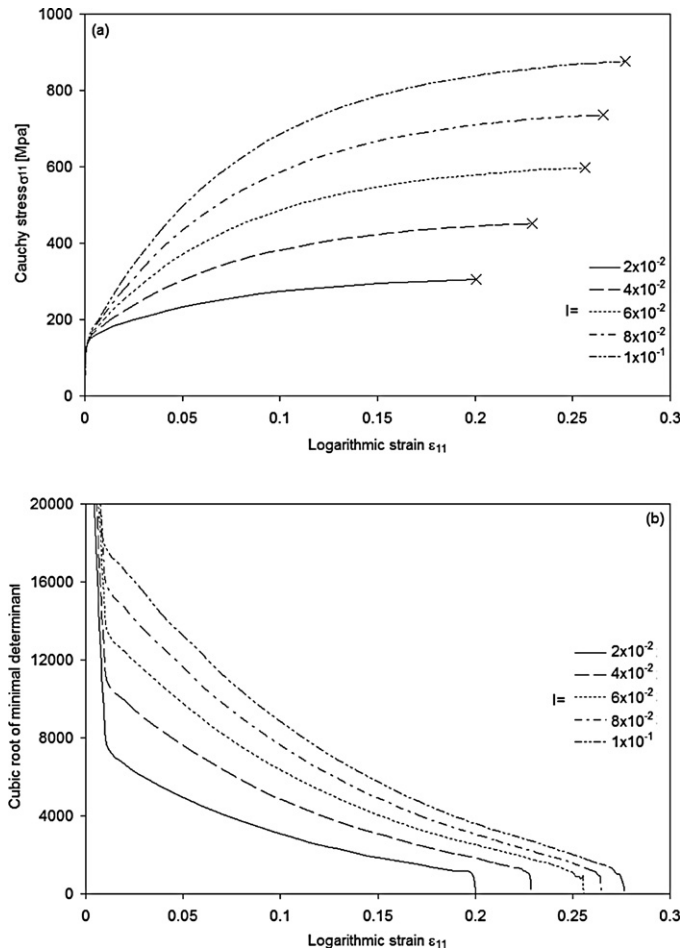 (a)
1000
800
600
400
200
0
Cauchy stress σ11 [Mpa]
0 0.05 0.1 0.15 0.2 0.25 0.3
Logarithmic strain ε11
2x10-2
4x10-2
I= 6x10-2
8x10-2
1x10-1
(b)
20000
16000
12000
8000
4000
0
Cubic root of minimal determinanl
0 0.05 0.1 0.15 0.2 0.25 0.3
Logarithmic strain ε11
2x10-2
4x10-2
I= 6x10-2
8x10-2
1x10-1